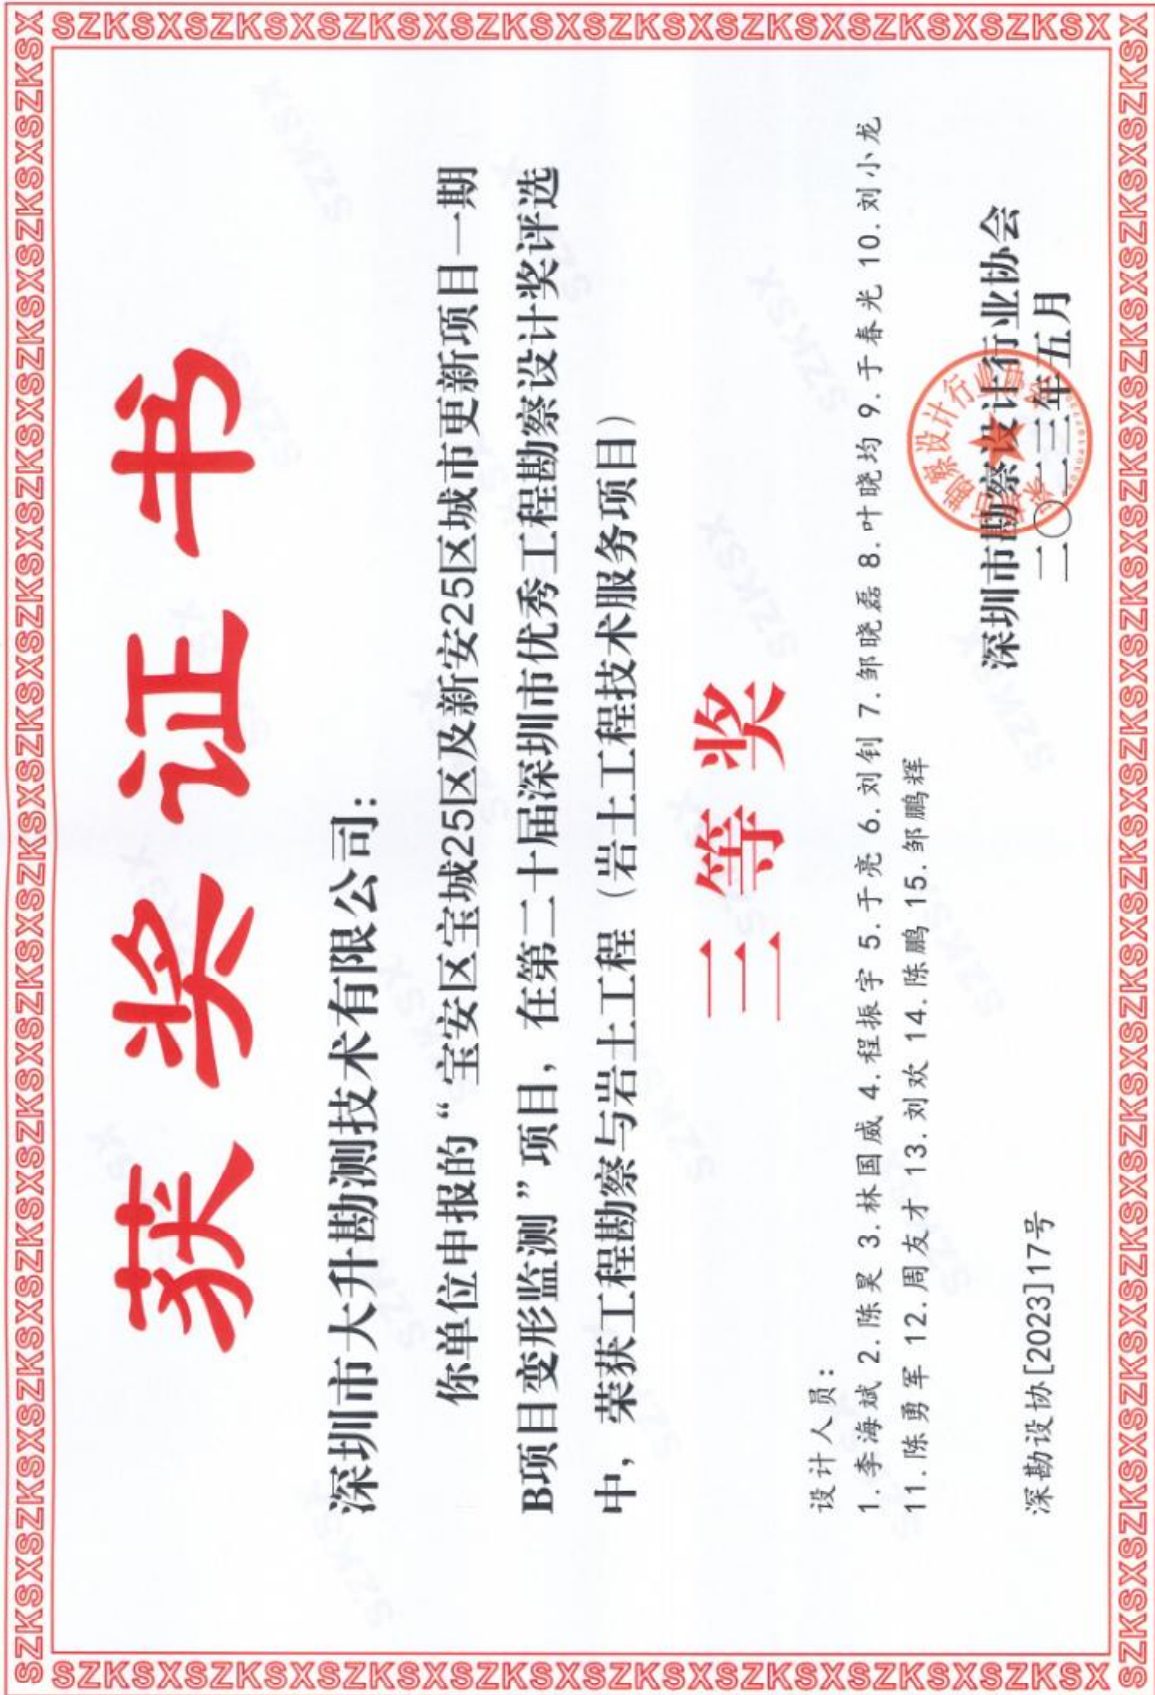 获奖证书
深圳市大升勘测技术有限公司：
你单位申报的“宝安区宝城25区及新安25区城市更新项目一期
B项目变形监测”项目，在第二十届深圳市优秀工程勘察设计奖评选
中，荣获工程勘察与岩土工程（岩土工程技术服务项目）
三等奖
设计人员：
1.李海斌 2.陈昊 3.林国威 4.程振宇 5.于亮 6.刘钊 7.邹晓磊 8.叶晓均 9.于春光 10.刘小龙
11.陈勇军 12.周友才 13.刘欢 14.陈鹏 15.邹鹏辉
深圳市勘察设计行业协会
二〇二三年五月
深勘设协[2023]17号